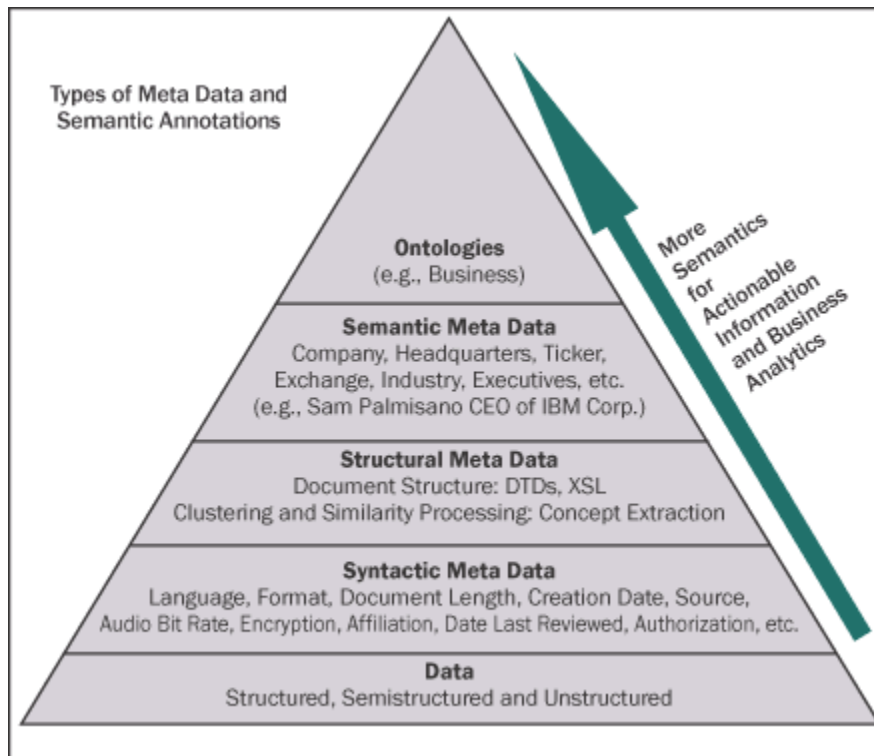 Types of Meta Data and
Semantic Annotations
Ontologies
(e.g., Business)
Semantic Meta Data
Company, Headquarters, Ticker,
Exchange, Industry, Executives, etc.
(e.g., Sam Palmisano CEO of IBM Corp.)
Structural Meta Data
Document Structure: DTDs, XSL
Clustering and Similarity Processing: Concept Extraction
Syntactic Meta Data
Language, Format, Document Length, Creation Date, Source,
Audio Bit Rate, Encryption, Affiliation, Date Last Reviewed, Authorization, etc.
Data
Structured, Semistructured and Unstructured
More
Semantics
for
Actionable
Information
and Business
Analytics